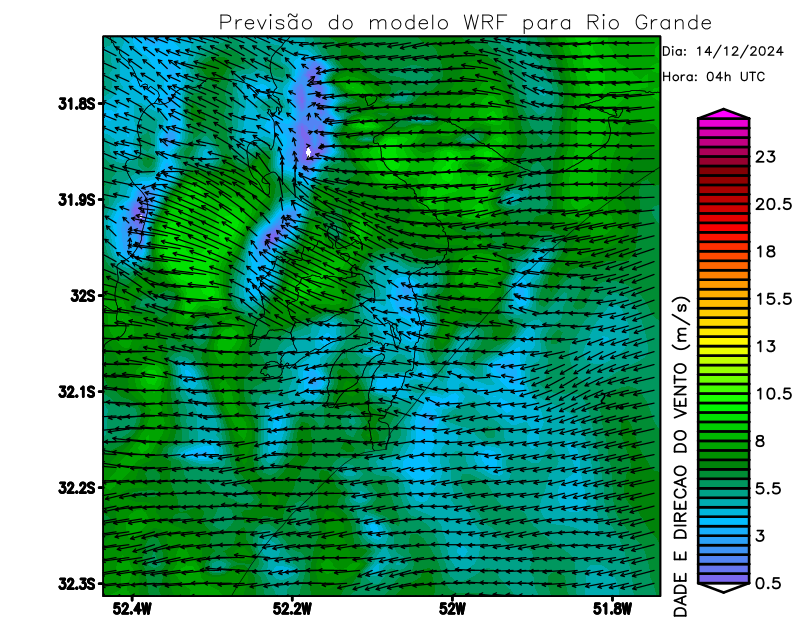 Previsão do modelo WRF para Rio Grande
Dia: 14/12/2024
Hora: 04h UTC
31.8S
31.9S
32S
32.1S
32.2S
32.3S
52.4W
52.2W
52W
51.8W
23
20.5
18
15.5
13
10.5
8
5.5
3
0.5
DADE E DIRECAO DO VENTO (m/s)